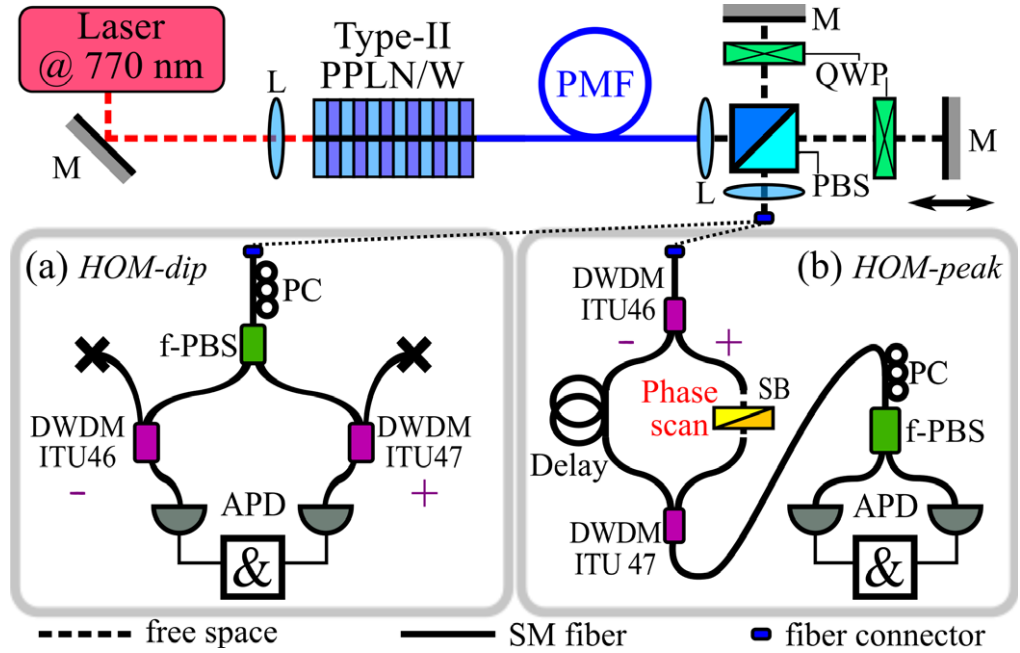 Laser
@ 770 nm
M
L
Type-II
PPLN/W
PMF
L
M
QWP
M
PBS
(a) HOM-dip
PC
f-PBS
DWDM
ITU46
-
DWDM
ITU47
+
APD
&
(b) HOM-peak
DWDM
ITU46
-
+
Delay
Phase
scan
SB
DWDM
ITU 47
PC
f-PBS
APD
&
free space
SM fiber
fiber connector